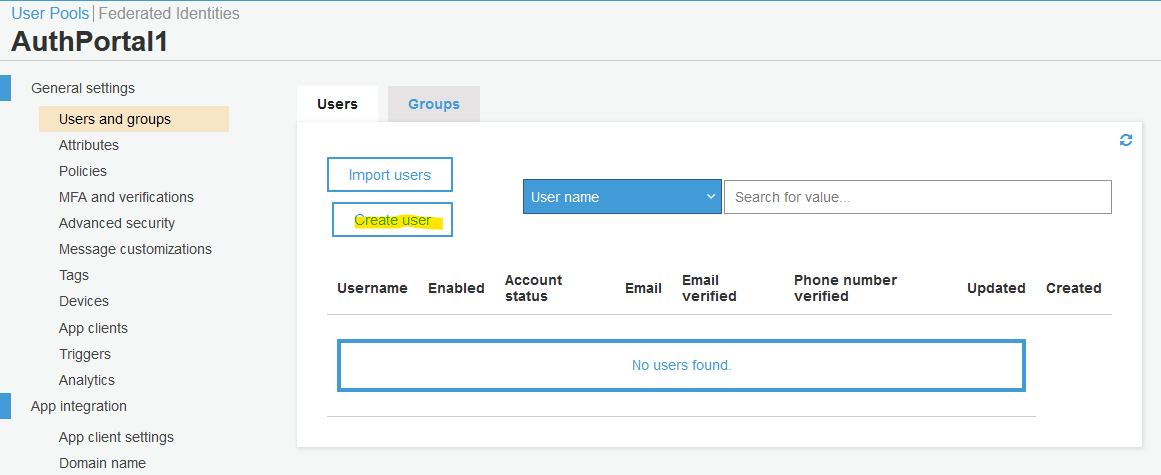 User Pools | Federated Identities
AuthPortal1
General settings
Users and groups
Attributes
Policies
MFA and verifications
Advanced security
Message customizations
Tags
Devices
App clients
Triggers
Analytics
App integration
App client settings
Domain name
Users Groups
Import users
Create user
User name Search for value...
Username Enabled Account status Email Email verified Phone number verified Updated Created
No users found.